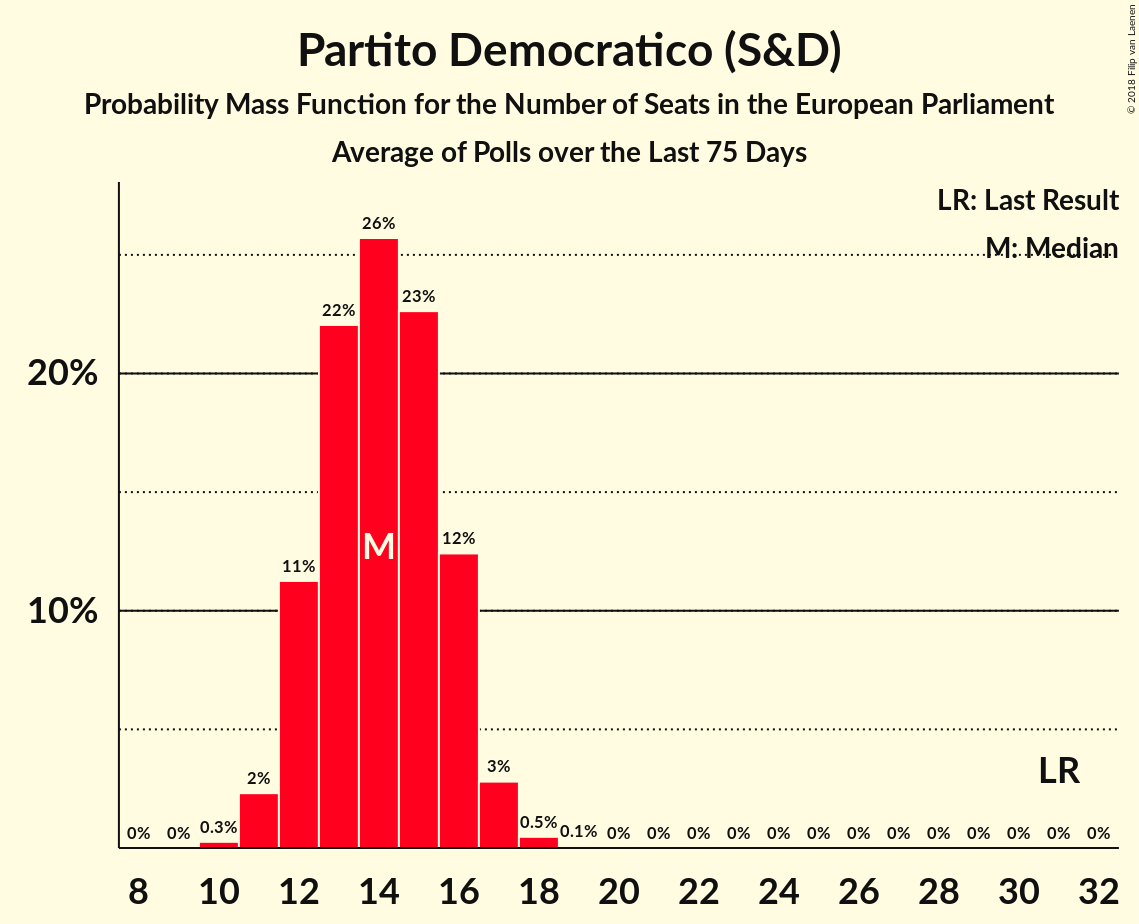 Partito Democratico (S&D)
Probability Mass Function for the Number of Seats in the European Parliament
Average of Polls over the Last 75 Days
© 2018 Filip van Laenen
LR: Last Result
M: Median
20%
10%
0% 0% 0.3% 2% 11% 22% 26% 23% 12% 3% 0.5% 0.1% 0% 0% 0% 0% 0% 0% 0% 0% 0% 0% 0% 0% 0%
M
LR
8 10 12 14 16 18 20 22 24 26 28 30 32